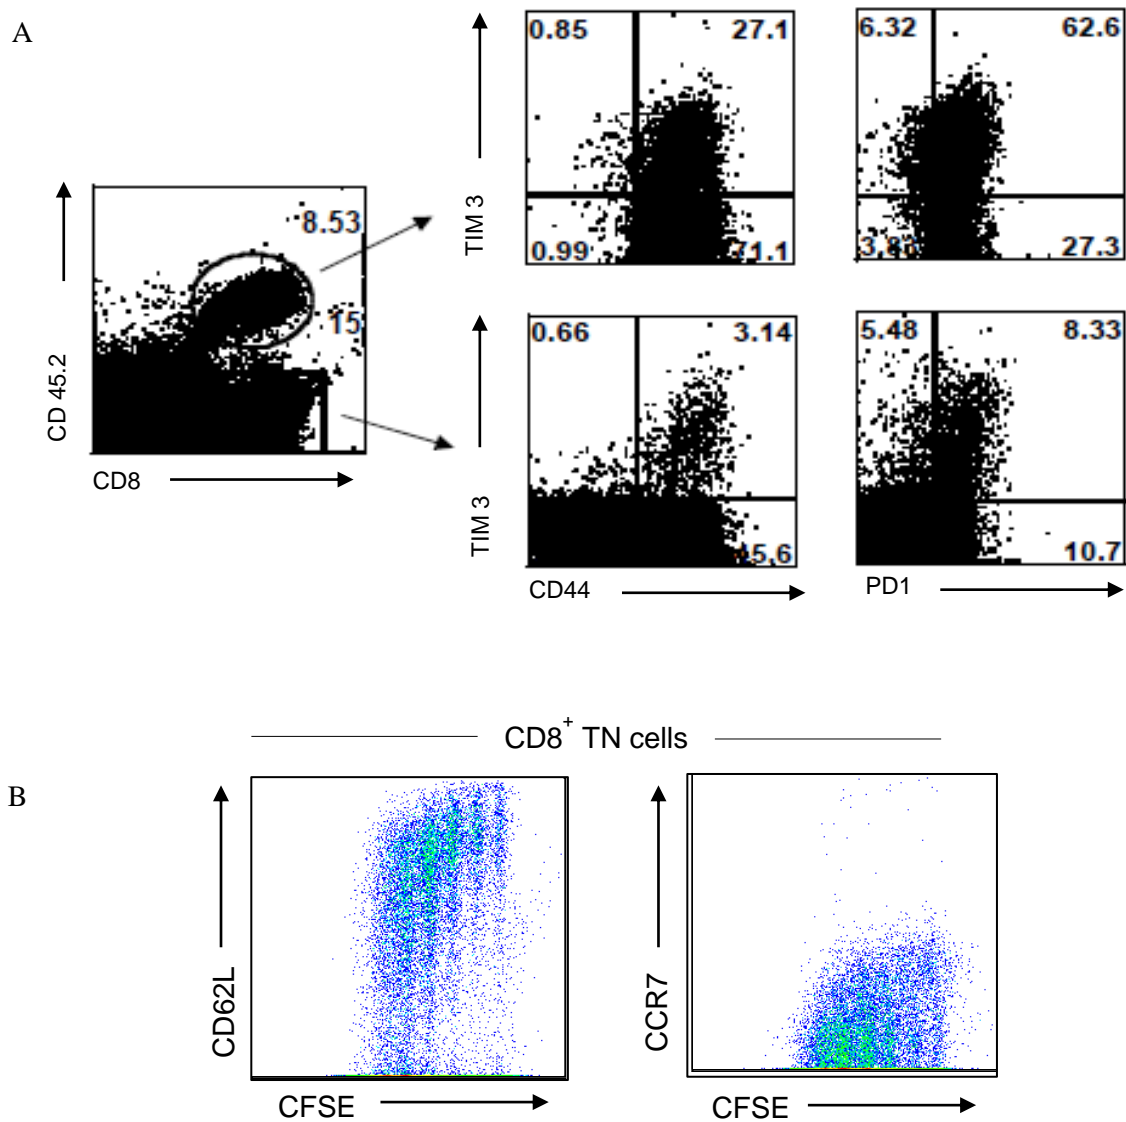 A
0.85 27.1
0.99 71.1
TIM 3
6.32 62.6
27.3
8.53
15
CD 45.2
CD8
0.66 3.14
TIM 3
CD44
5.48 8.33
10.7
PD1
CD8+ TN cells
B
CD62L
CFSE
CCR7
CFSE